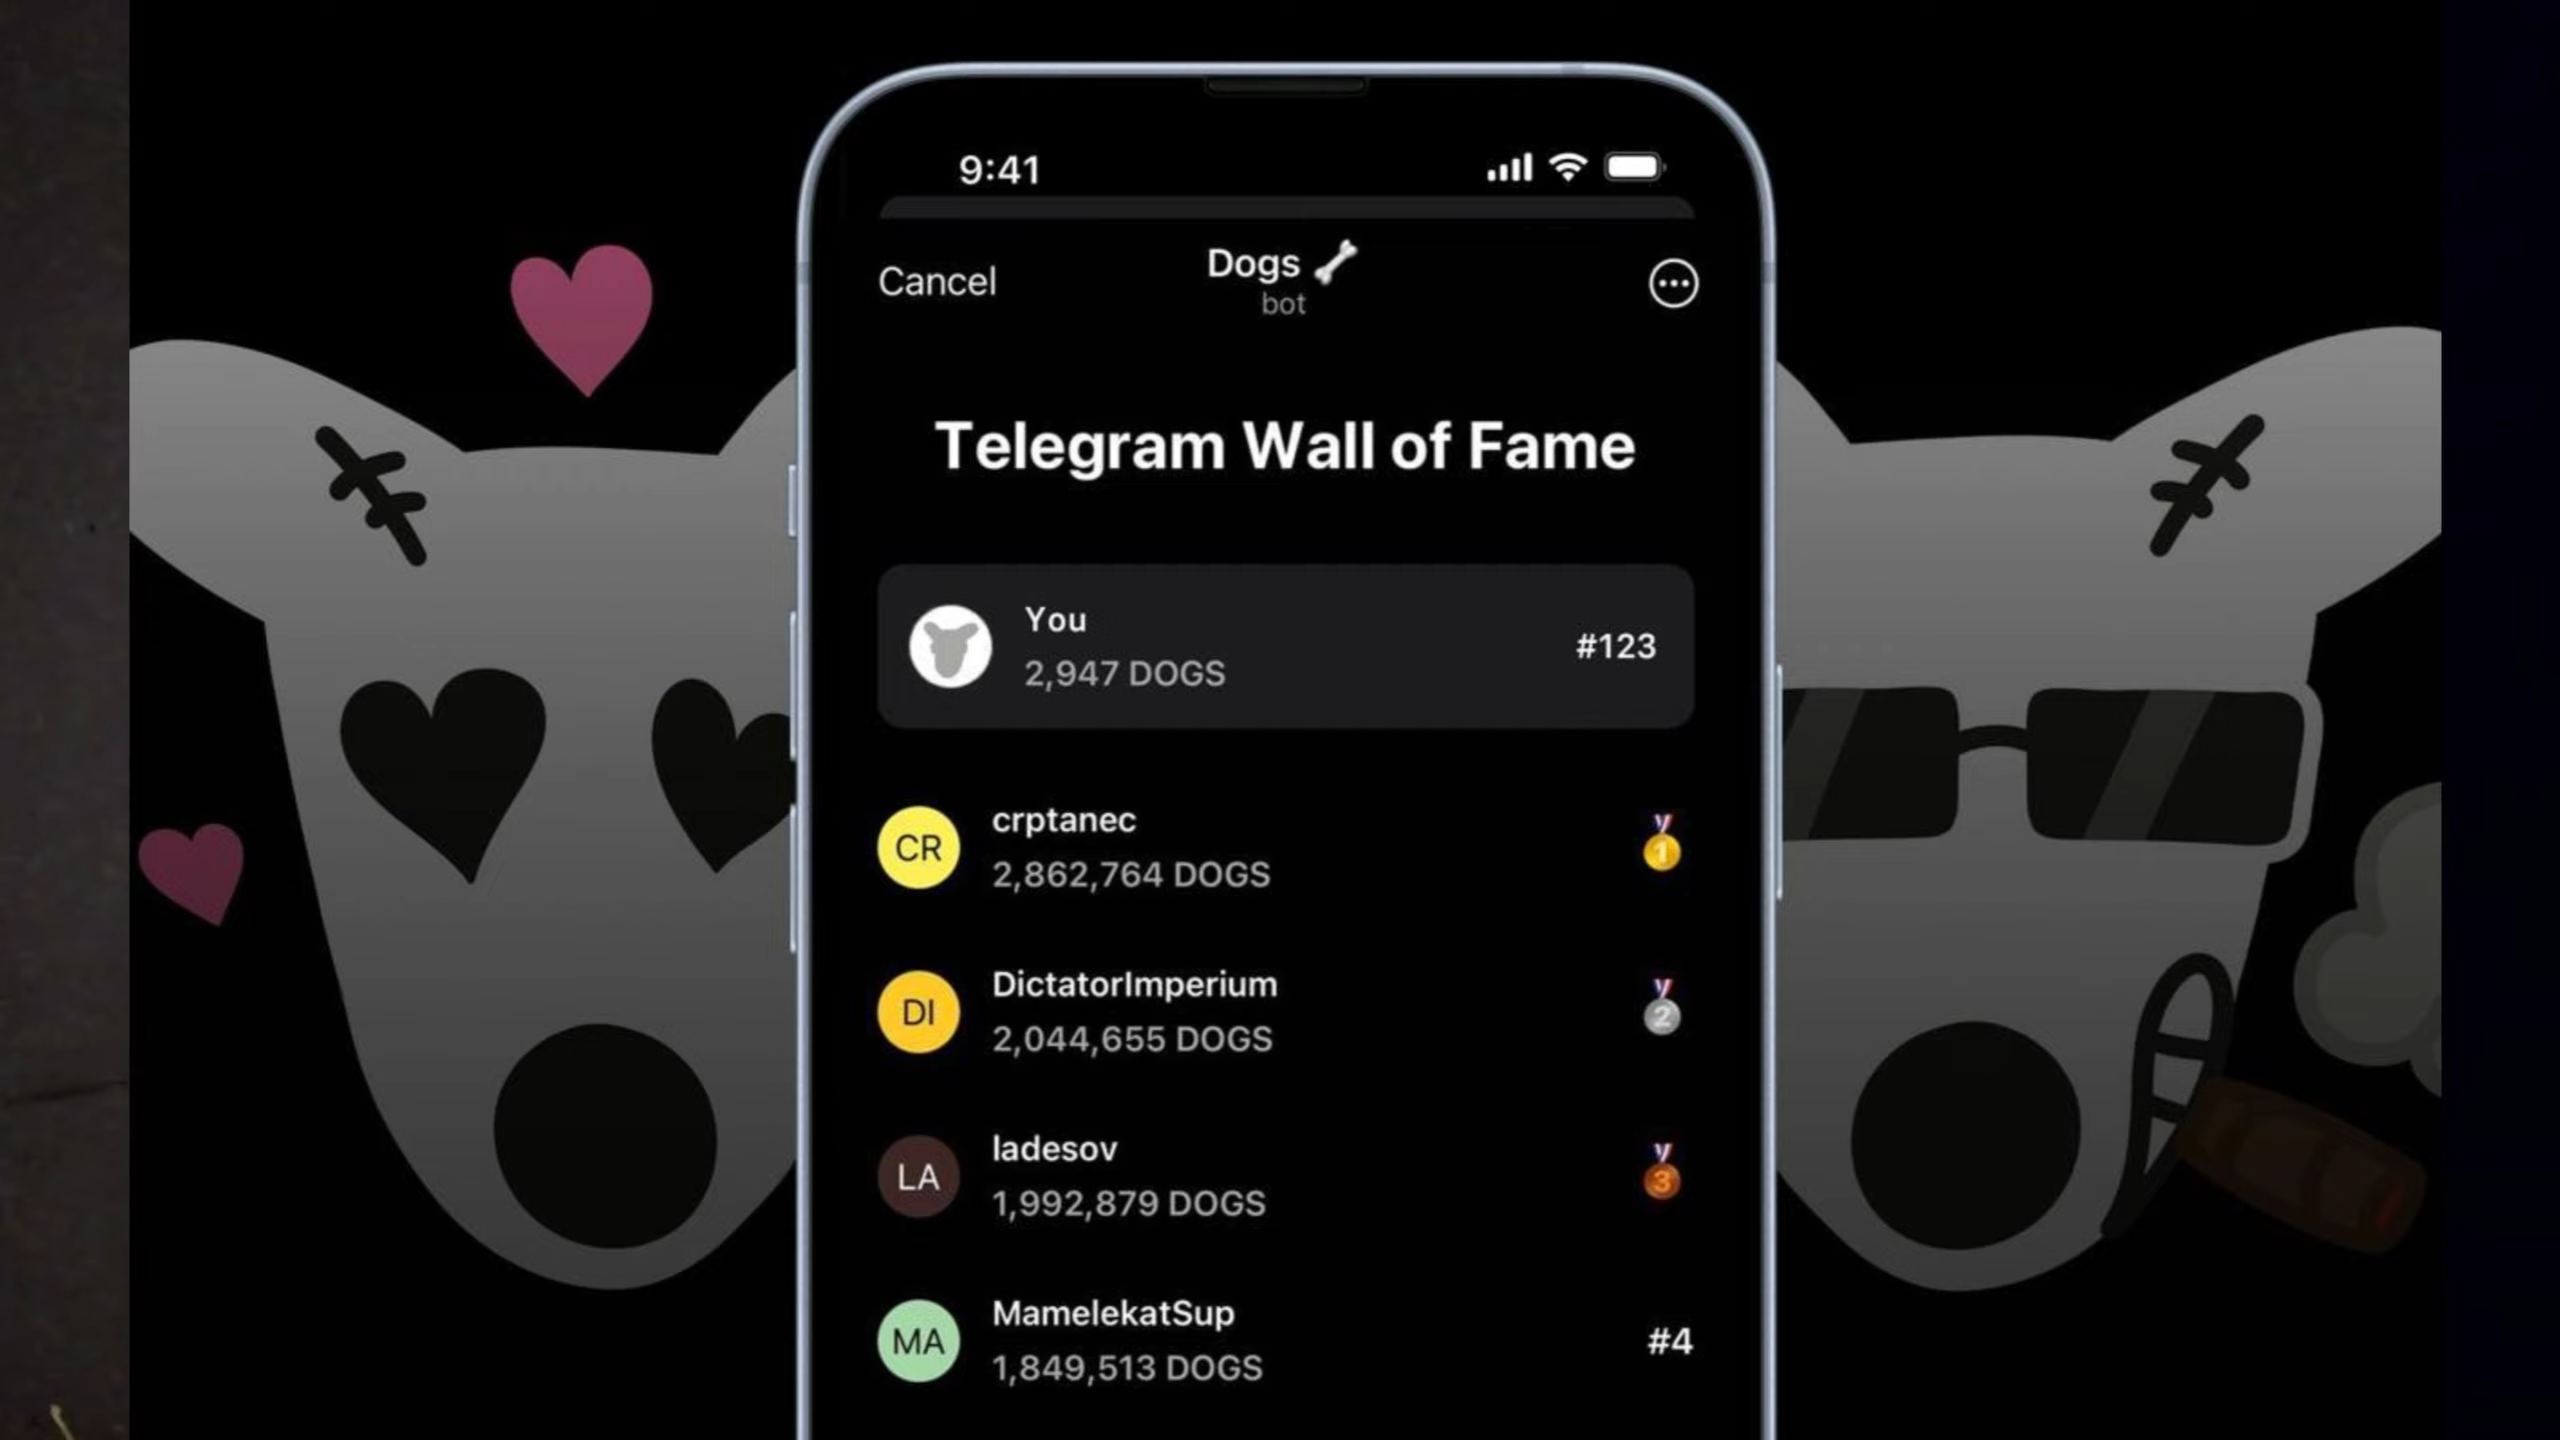 9:41
Cancel
Dogs
bot
Telegram Wall of Fame
You
2,947 DOGS
#123
CR
crptanec
2,862,764 DOGS
1
DI
DictatorImperium
2,044,655 DOGS
2
LA
ladesov
1,992,879 DOGS
3
MA
MamelekatSup
1,849,513 DOGS
#4